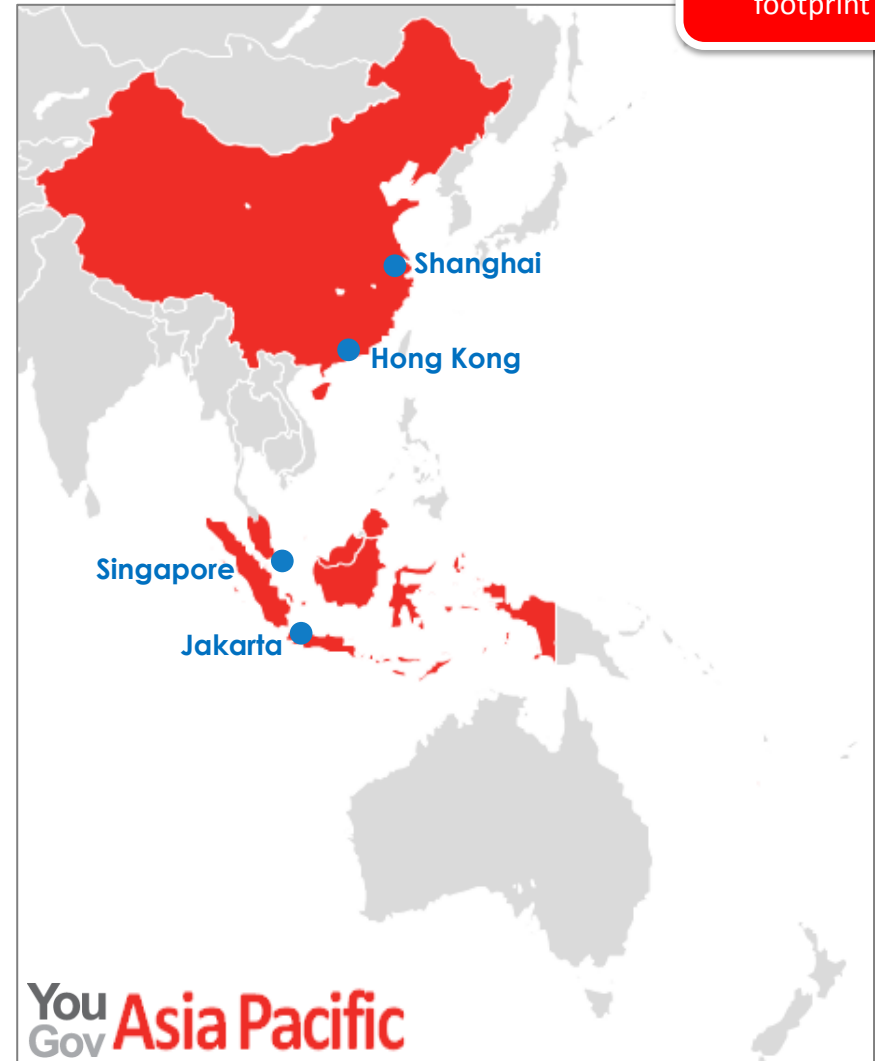 footprint
Shanghai
Hong Kong
Singapore
Jakarta
You
Gov Asia Pacific